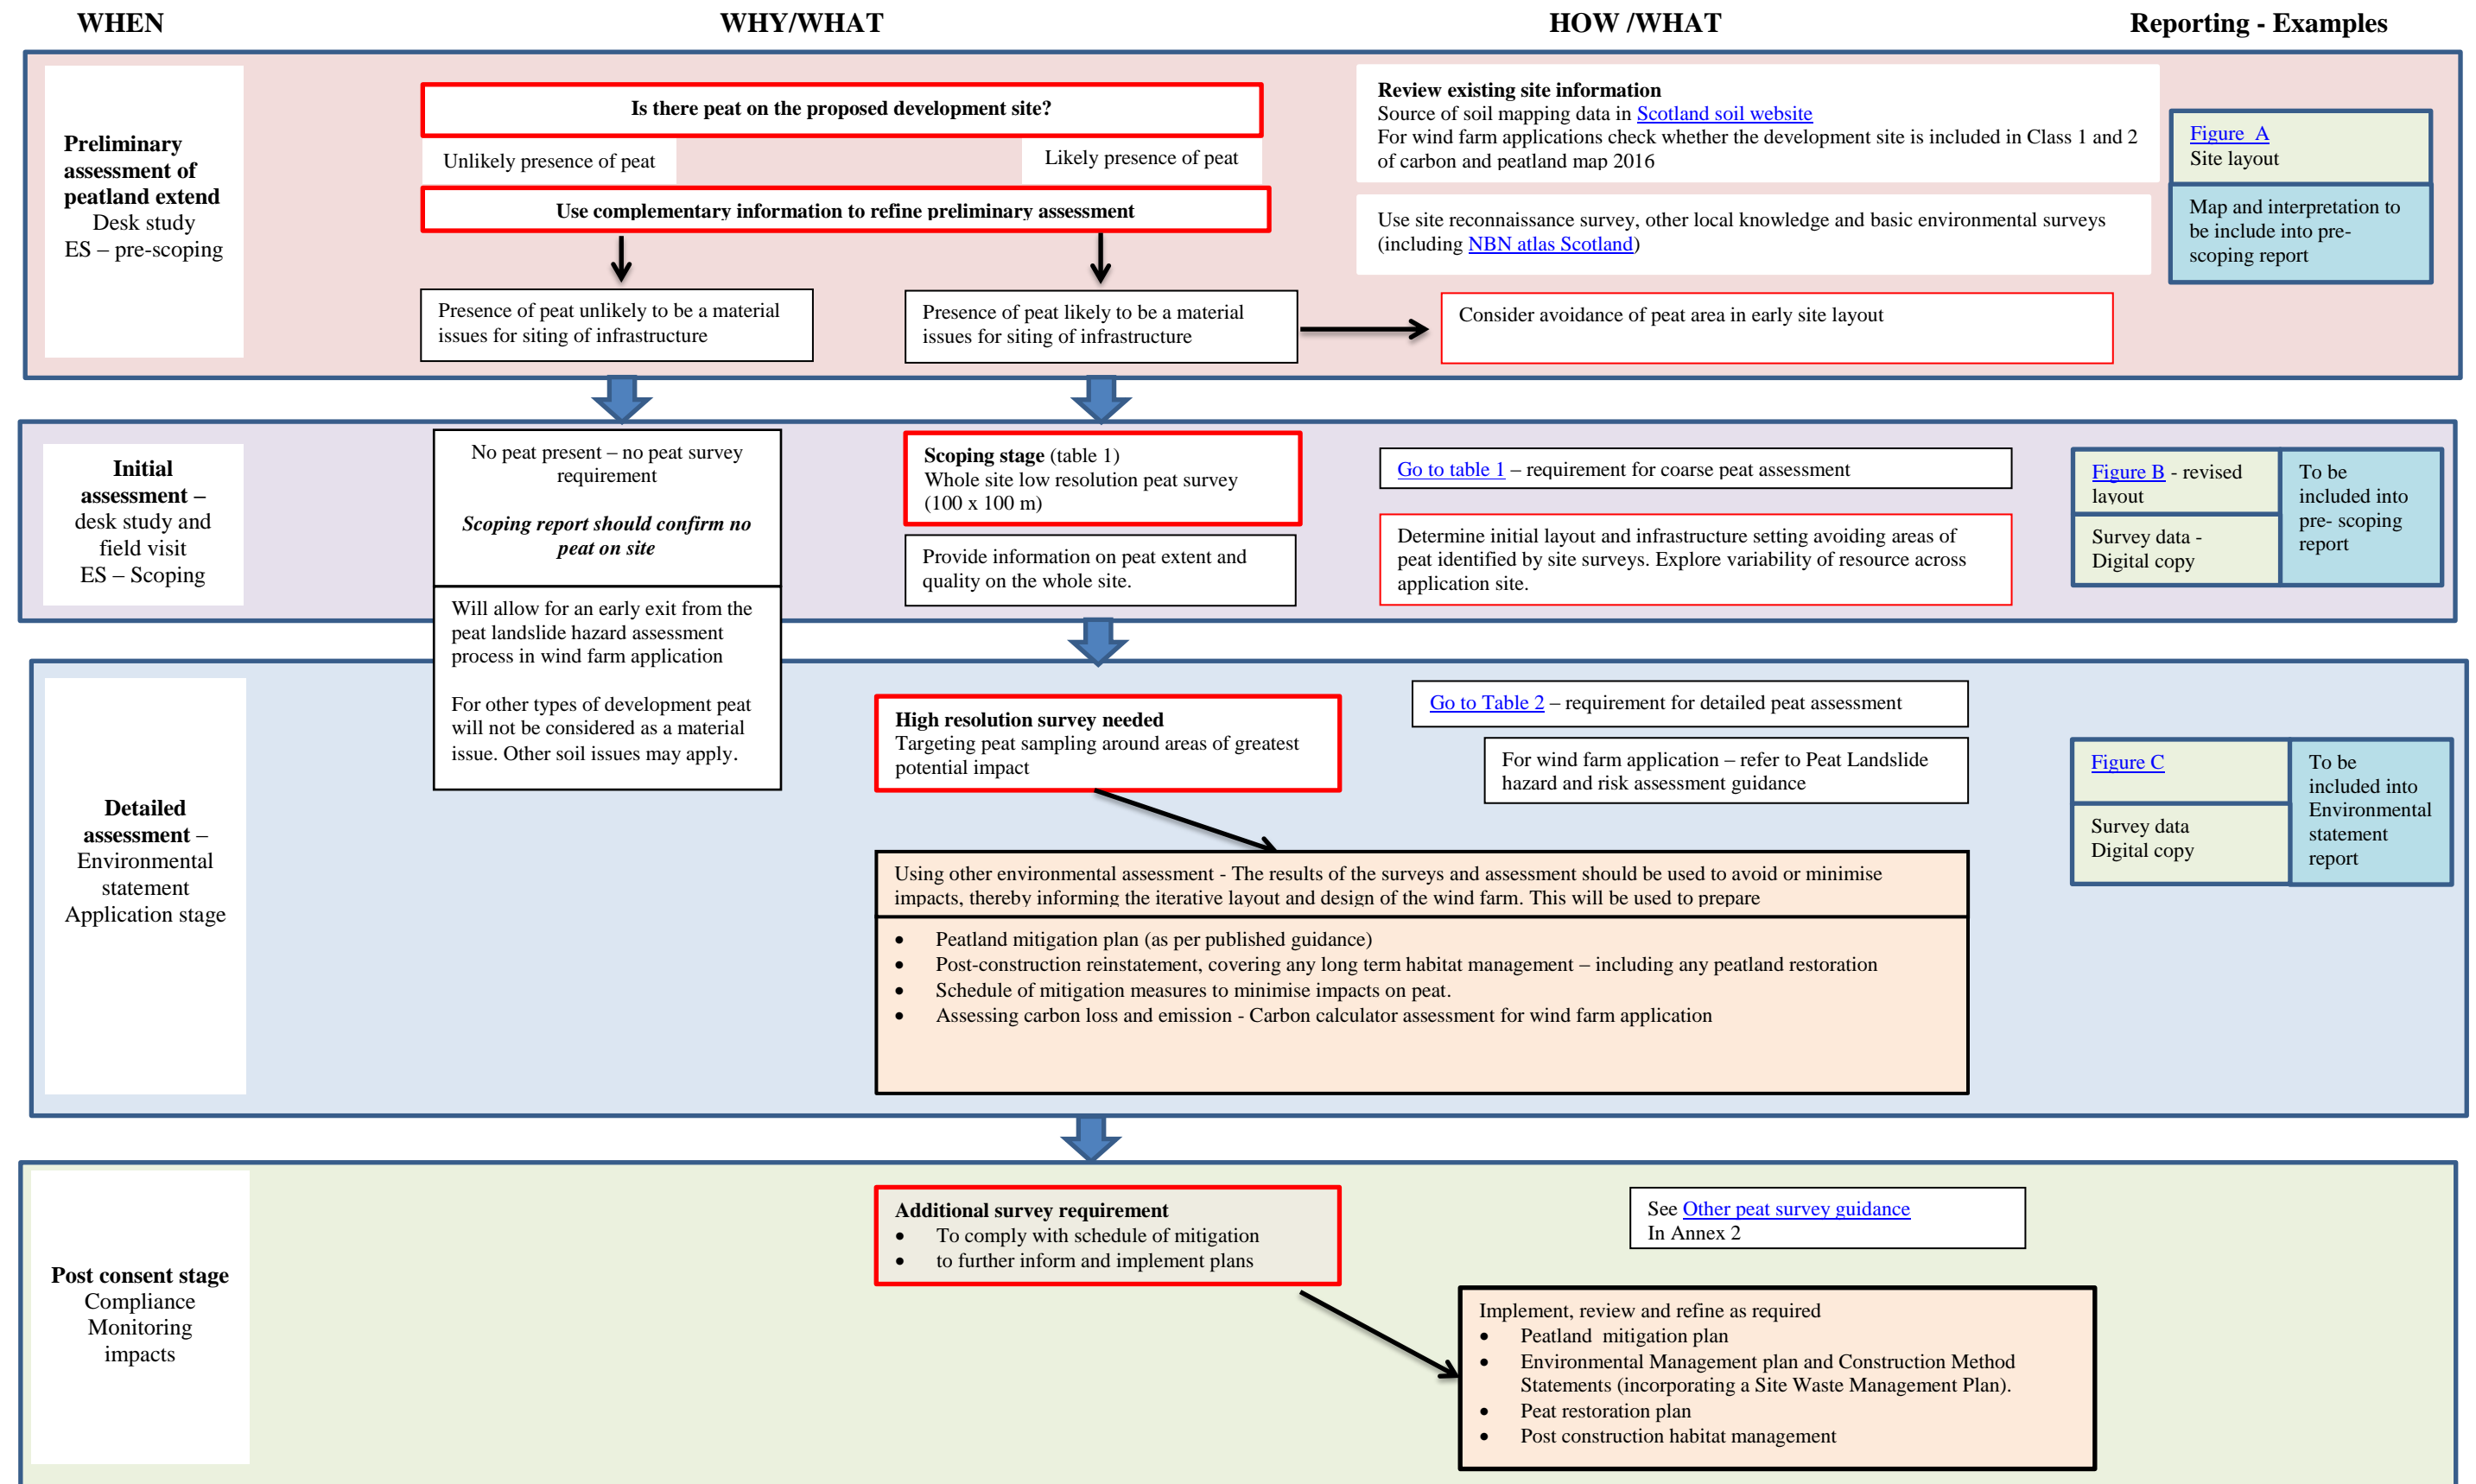 WHEN
WHY/WHAT
HOW /WHAT
Reporting - Examples
Preliminary
assessment of
peatland extend
Desk study
ES – pre-scoping
Is there peat on the proposed development site?
Unlikely presence of peat
Likely presence of peat
Use complementary information to refine preliminary assessment
Presence of peat unlikely to be a material
issues for siting of infrastructure
Presence of peat likely to be a material
issues for siting of infrastructure
Review existing site information
Source of soil mapping data in Scotland soil website
For wind farm applications check whether the development site is included in Class 1 and 2
of carbon and peatland map 2016
Use site reconnaissance survey, other local knowledge and basic environmental surveys
(including NBN atlas Scotland)
Consider avoidance of peat area in early site layout
Figure A
Site layout
Map and interpretation to
be include into pre-
scoping report
Initial
assessment –
desk study and
field visit
ES – Scoping
No peat present – no peat survey
requirement
Scoping report should confirm no
peat on site
Will allow for an early exit from the
peat landslide hazard assessment
process in wind farm application
For other types of development peat
will not be considered as a material
issue. Other soil issues may apply.
Scoping stage (table 1)
Whole site low resolution peat survey
(100 x 100 m)
Provide information on peat extent and
quality on the whole site.
Go to table 1 – requirement for coarse peat assessment
Determine initial layout and infrastructure setting avoiding areas of
peat identified by site surveys. Explore variability of resource across
application site.
Figure B - revised
layout
Survey data -
Digital copy
To be
included into
pre- scoping
report
Detailed
assessment –
Environmental
statement
Application stage
High resolution survey needed
Targeting peat sampling around areas of greatest
potential impact
Go to Table 2 – requirement for detailed peat assessment
For wind farm application – refer to Peat Landslide
hazard and risk assessment guidance
Figure C
Survey data
Digital copy
To be
included into
Environmental
statement
report
Using other environmental assessment - The results of the surveys and assessment should be used to avoid or minimise
impacts, thereby informing the iterative layout and design of the wind farm. This will be used to prepare
• Peatland mitigation plan (as per published guidance)
• Post-construction reinstatement, covering any long term habitat management – including any peatland restoration
• Schedule of mitigation measures to minimise impacts on peat.
• Assessing carbon loss and emission - Carbon calculator assessment for wind farm application
Post consent stage
Compliance
Monitoring
impacts
Additional survey requirement
• To comply with schedule of mitigation
• to further inform and implement plans
See Other peat survey guidance
In Annex 2
Implement, review and refine as required
• Peatland mitigation plan
• Environmental Management plan and Construction Method
Statements (incorporating a Site Waste Management Plan).
• Peat restoration plan
• Post construction habitat management